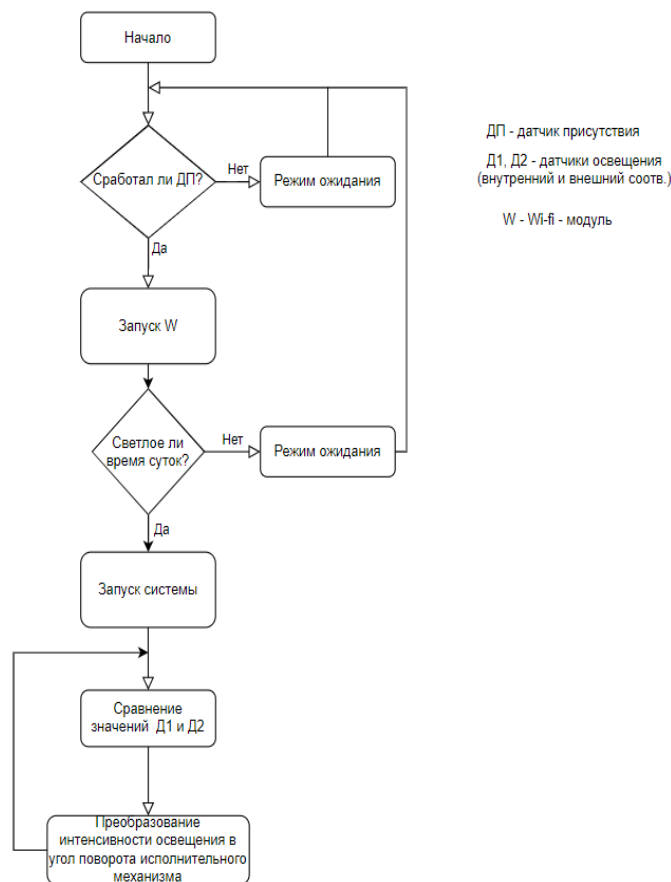 Начало
ДП - датчик присутствия
Д1, Д2 - датчики освещения
(внутренний и внешний соотв.)
W - Wi-fi - модуль
Сработал ли ДП?
Нет
Режим ожидания
Да
Запуск W
Светлое ли
время суток?
Нет
Режим ожидания
Да
Запуск системы
Сравнение
значений Д1 и Д2
Преобразование
интенсивности освещения в
угол поворота исполнительного
механизма